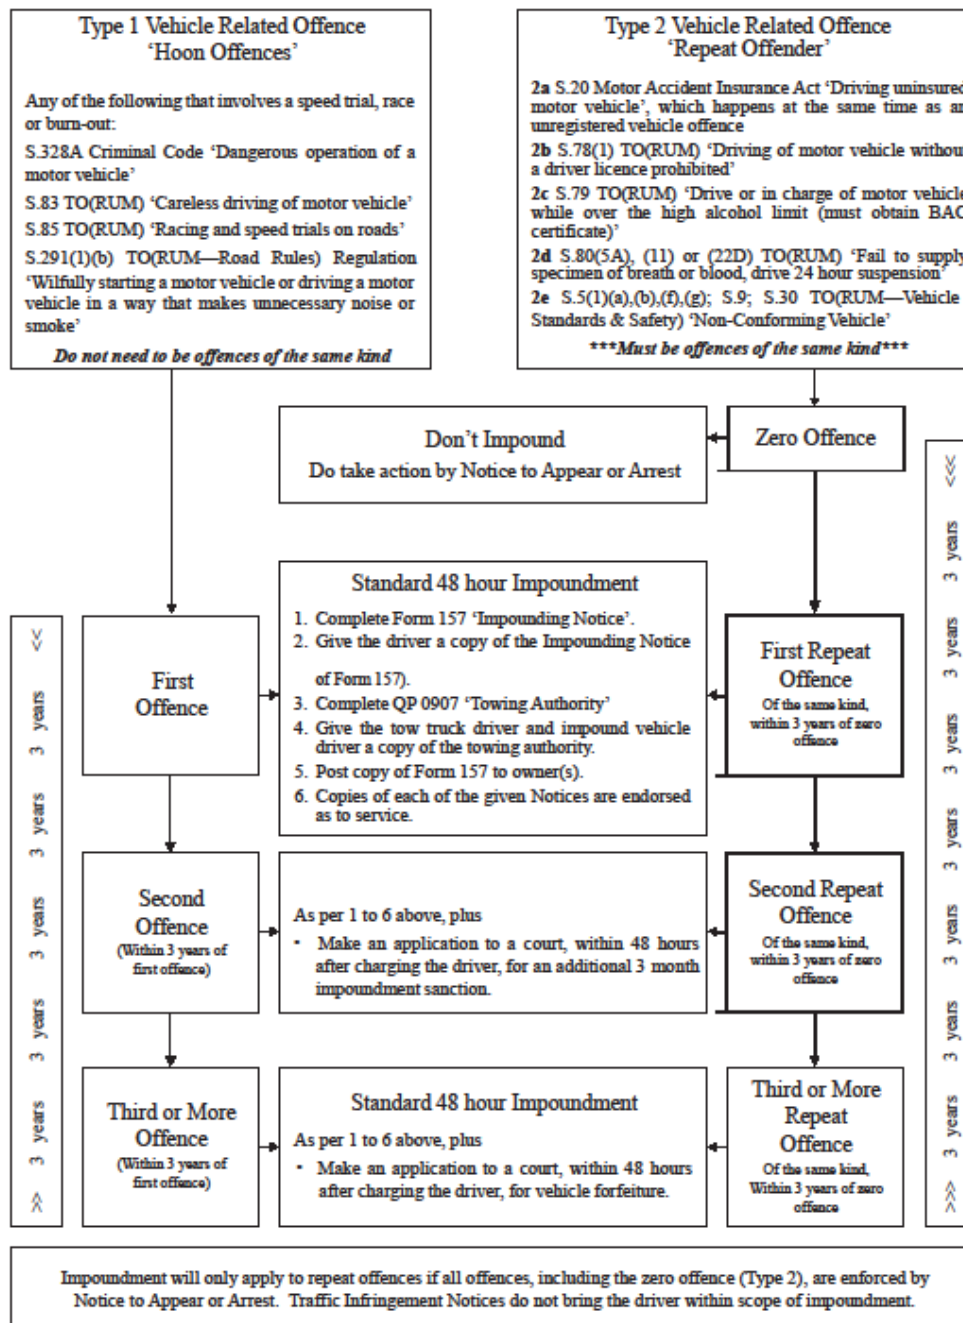 Type 1 Vehicle Related Offence
‘Hoon Offences’
Any of the following that involves a speed trial, race
or burn-out:
S.328A Criminal Code ‘Dangerous operation of a
motor vehicle’
S.83 TO(RUM) ‘Careless driving of motor vehicle’
S.85 TO(RUM) ‘Racing and speed trials on roads’
S.291(1)(b) TO(RUM—Road Rules) Regulation
‘Wilfully starting a motor vehicle or driving a motor
vehicle in a way that makes unnecessary noise or
smoke’
Do not need to be offences of the same kind
Type 2 Vehicle Related Offence
‘Repeat Offender’
2a S.20 Motor Accident Insurance Act ‘Driving uninsured
motor vehicle’, which happens at the same time as an
unregistered vehicle offence
2b S.78(1) TO(RUM) ‘Driving of motor vehicle without
a driver licence prohibited’
2c S.79 TO(RUM) ‘Drive or in charge of motor vehicle
while over the high alcohol limit (must obtain BAC
certificate)’
2d S.80(5A), (11) or (22D) TO(RUM) ‘Fail to supply
specimen of breath or blood, drive 24 hour suspension’
2e S.5(1)(a),(b),(f),(g); S.9; S.30 TO(RUM—Vehicle
Standards & Safety) ‘Non-Conforming Vehicle’
***Must be offences of the same kind***
Don’t Impound
Do take action by Notice to Appear or Arrest
Zero Offence
Standard 48 hour Impoundment
1. Complete Form 157 ‘Impounding Notice’.
2. Give the driver a copy of the Impounding Notice
of Form 157).
3. Complete QP 0907 ‘Towing Authority’
4. Give the tow truck driver and impound vehicle
driver a copy of the towing authority.
5. Post copy of Form 157 to owner(s).
6. Copies of each of the given Notices are endorsed
as to service.
First
Offence
First Repeat
Offence
Of the same kind,
within 3 years of zero
offence
Second
Offence
(Within 3 years of
first offence)
As per 1 to 6 above, plus
• Make an application to a court, within 48 hours
after charging the driver, for an additional 3 month
impoundment sanction.
Second Repeat
Offence
Of the same kind,
within 3 years of zero
offence
Third or More
Offence
(Within 3 years of
first offence)
Standard 48 hour Impoundment
As per 1 to 6 above, plus
• Make an application to a court, within 48 hours
after charging the driver, for vehicle forfeiture.
Third or More
Repeat
Offence
Of the same kind,
Within 3 years of zero
offence
>> 3 years 3 years 3 years 3 years 3 years 3 years <<
>>> 3 years 3 years 3 years 3 years 3 years 3 years 3 years <<<
Impoundment will only apply to repeat offences if all offences, including the zero offence (Type 2), are enforced by
Notice to Appear or Arrest. Traffic Infringement Notices do not bring the driver within scope of impoundment.